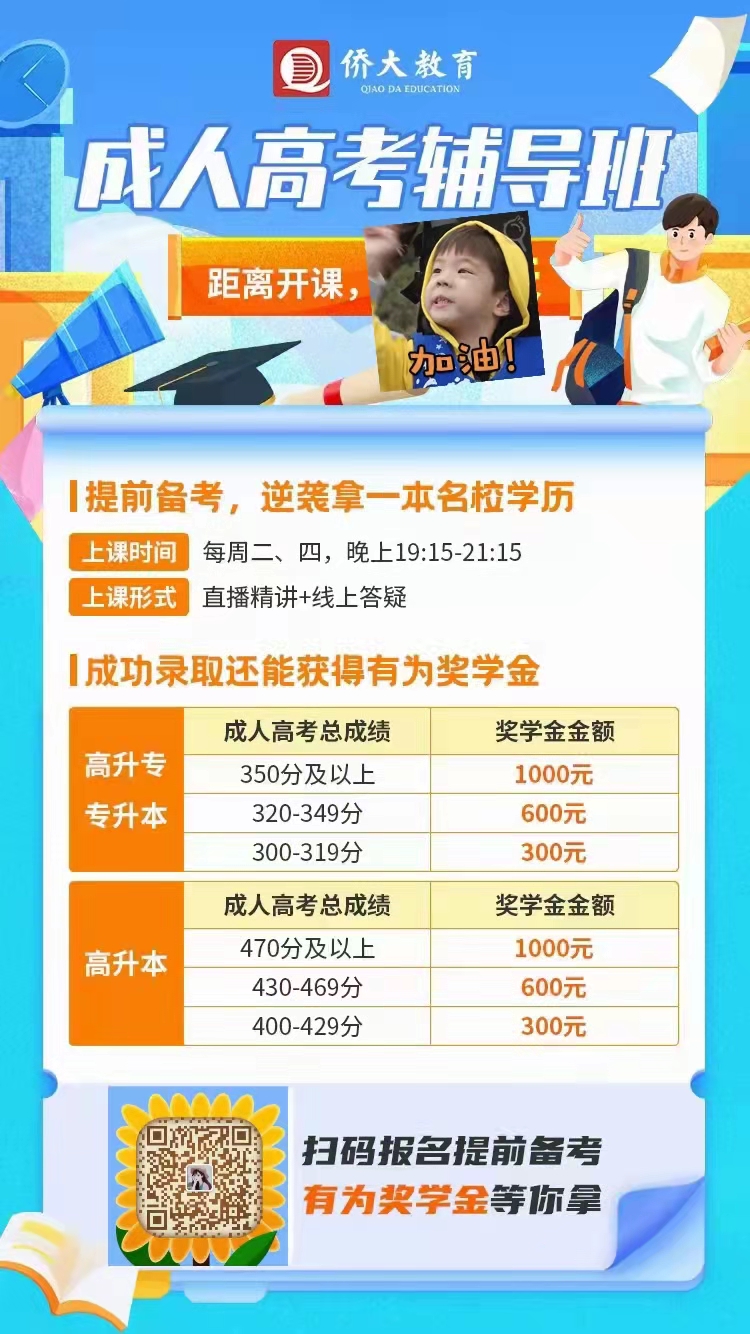 侨大教育
QIAO DA EDUCATION
成人高考辅导班
距离开课，
加油！
提前备考，逆袭拿一本名校学历
上课时间 每周二、四，晚上19:15-21:15
上课形式 直播精讲+线上答疑
成功录取还能获得有为奖学金
高升专
专升本
成人高考总成绩 奖学金金额
350分及以上 1000元
320-349分 600元
300-319分 300元
高升本
成人高考总成绩 奖学金金额
470分及以上 1000元
430-469分 600元
400-429分 300元
扫码报名提前备考
有为奖学金等你拿